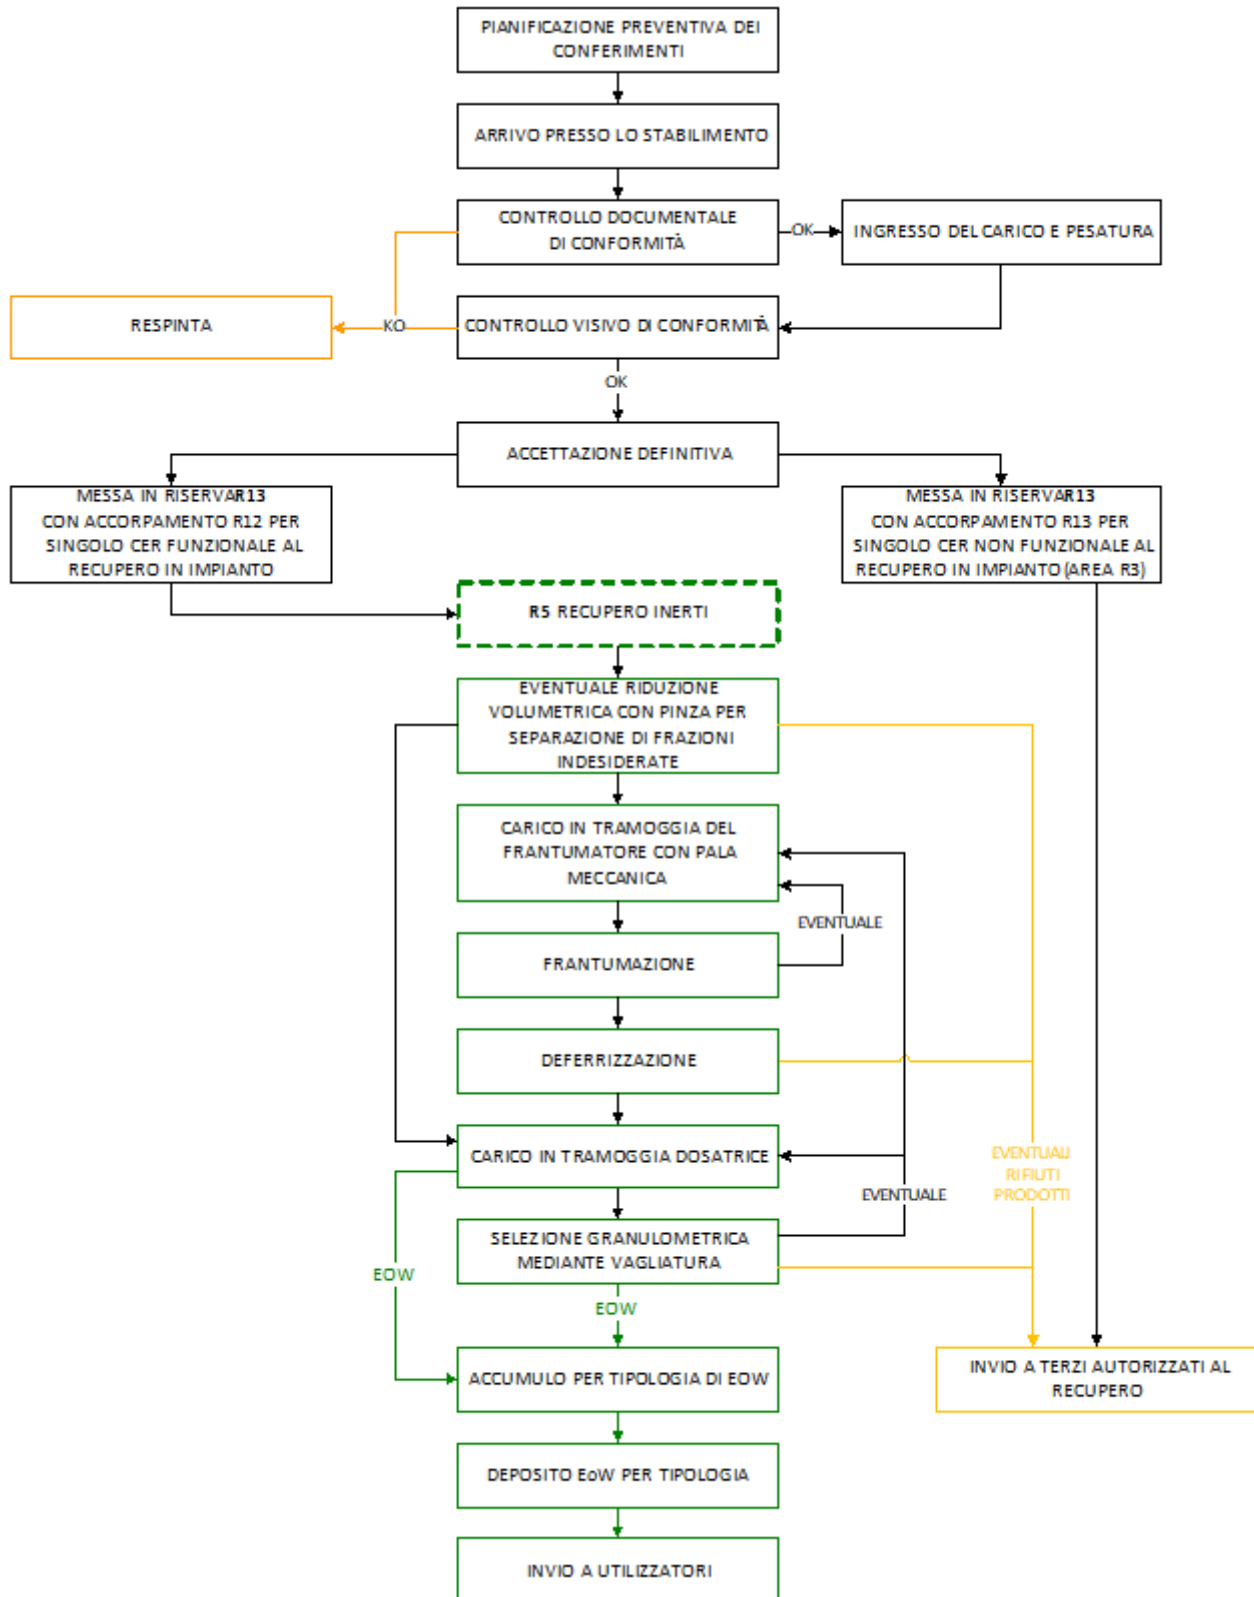 PIANIFICAZIONE PREVENTIVA DEI
CONFERIMENTI
ARRIVO PRESSO LO STABILIMENTO
CONTROLLO DOCUMENTALE
DI CONFORMITÀ
OK
INGRESSO DEL CARICO E PESATURA
RESPINTA
KO
CONTROLLO VISIVO DI CONFORMITÀ
OK
ACCETTAZIONE DEFINITIVA
MESSA IN RISERVAR13
CON ACCORPAMENTO R12 PER
SINGOLO CER FUNZIONALE AL
RECUPERO IN IMPIANTO
MESSA IN RISERVAR13
CON ACCORPAMENTO R13 PER
SINGOLO CER NON FUNZIONALE AL
RECUPERO IN IMPIANTO (AREA R3)
R5 RECUPERO INERTI
EVENTUALE RIDUZIONE
VOLUMETRICA CON PINZA PER
SEPARAZIONE DI FRAZIONI
INDESIDERATE
CARICO IN TRAMOGGIA DEL
FRANTUMATORE CON PALA
MECCANICA
EVENTUALE
FRANTUMAZIONE
DEFERRIZZAZIONE
CARICO IN TRAMOGGIA DOSATRICE
EVENTUALI
RIFIUTI
PRODOTTI
EVENTUALE
SELEZIONE GRANULOMETRICA
MEDIANTE VAGLIATURA
EOW
EOW
ACCUMULO PER TIPOLOGIA DI EOW
INVIO A TERZI AUTORIZZATI AL
RECUPERO
DEPOSITO EoW PER TIPOLOGIA
INVIO A UTILIZZATORI